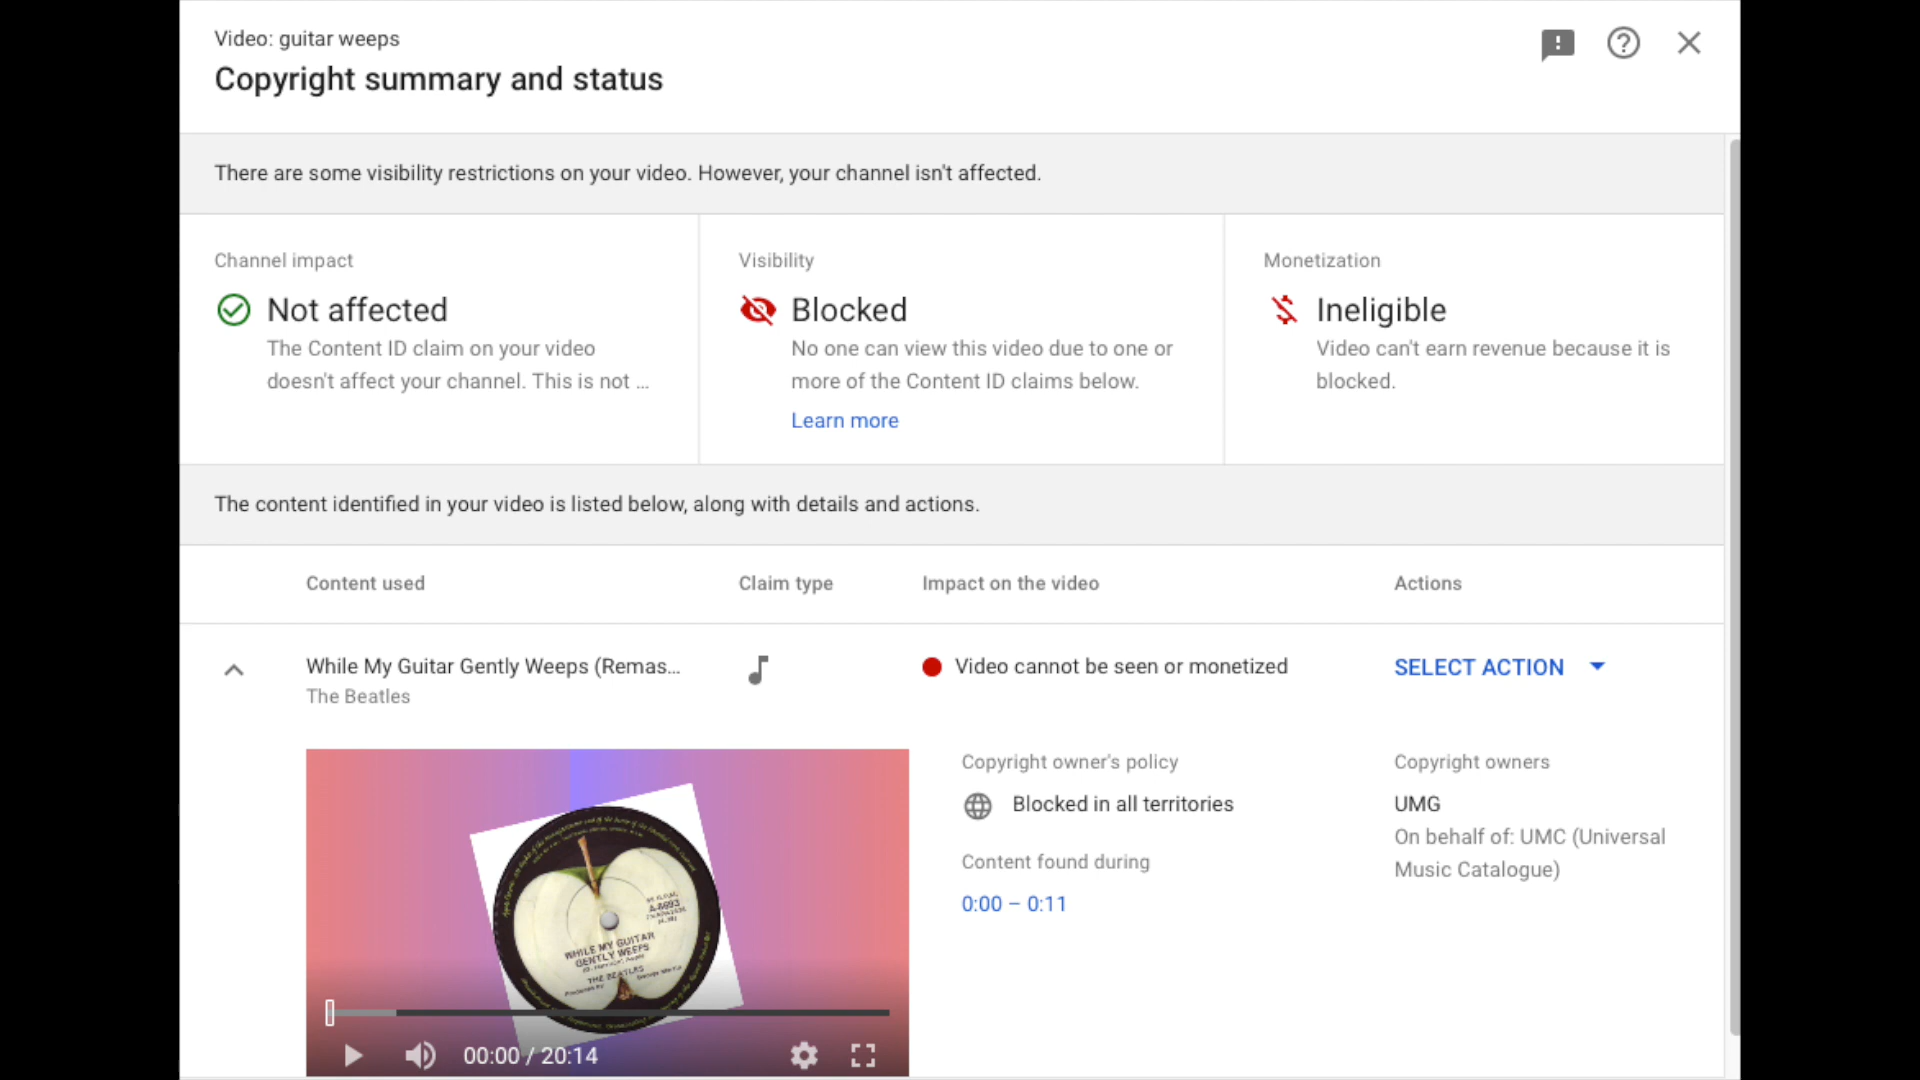 Video: guitar weeps
Copyright summary and status
There are some visibility restrictions on your video. However, your channel isn't affected.
Channel impact
Not affected
The Content ID claim on your video
doesn't affect your channel. This is not ...
Visibility
Blocked
No one can view this video due to one or
more of the Content ID claims below.
Learn more
Monetization
Ineligible
Video can't earn revenue because it is
blocked.
The content identified in your video is listed below, along with details and actions.
Content used
Claim type
Impact on the video
Actions
While My Guitar Gently Weeps (Remas...
The Beatles
Video cannot be seen or monetized
SELECT ACTION
WHILE MY GUITAR
GENTLY WEEPS
THE BEATLES
00:00 / 20:14
Copyright owner's policy
Blocked in all territories
Content found during
0:00 – 0:11
Copyright owners
UMG
On behalf of: UMC (Universal
Music Catalogue)